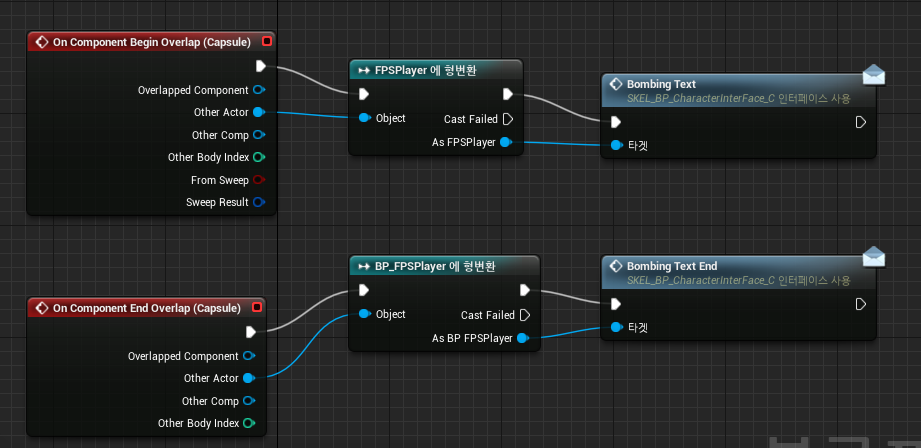 On Component Begin Overlap (Capsule)
Overlapped Component
Other Actor
Other Comp
Other Body Index
From Sweep
Sweep Result
FPSPlayer 에 형변환
Object
Cast Failed
As FPSPlayer
Bombing Text
SKEL_BP_CharacterInterFace_C 인터페이스 사용
타겟
On Component End Overlap (Capsule)
Overlapped Component
Other Actor
Other Comp
Other Body Index
BP_FPSPlayer 에 형변환
Object
Cast Failed
As BP FPSPlayer
Bombing Text End
SKEL_BP_CharacterInterFace_C 인터페이스 사용
타겟